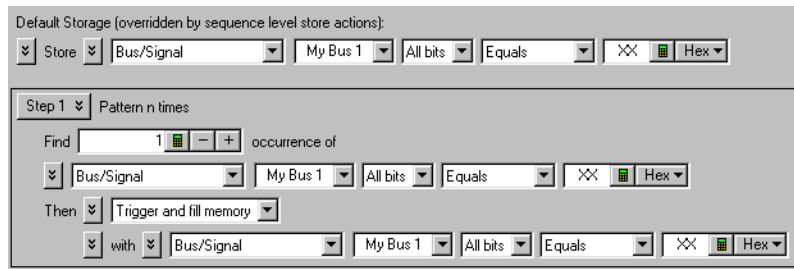 Default Storage (overridden by sequence level store actions):
Store Bus/Signal My Bus 1 All bits Equals XX Hex
Step 1 Pattern n times
Find 1 - + occurrence of
Bus/Signal My Bus 1 All bits Equals XX Hex
Then Trigger and fill memory
with Bus/Signal My Bus 1 All bits Equals XX Hex